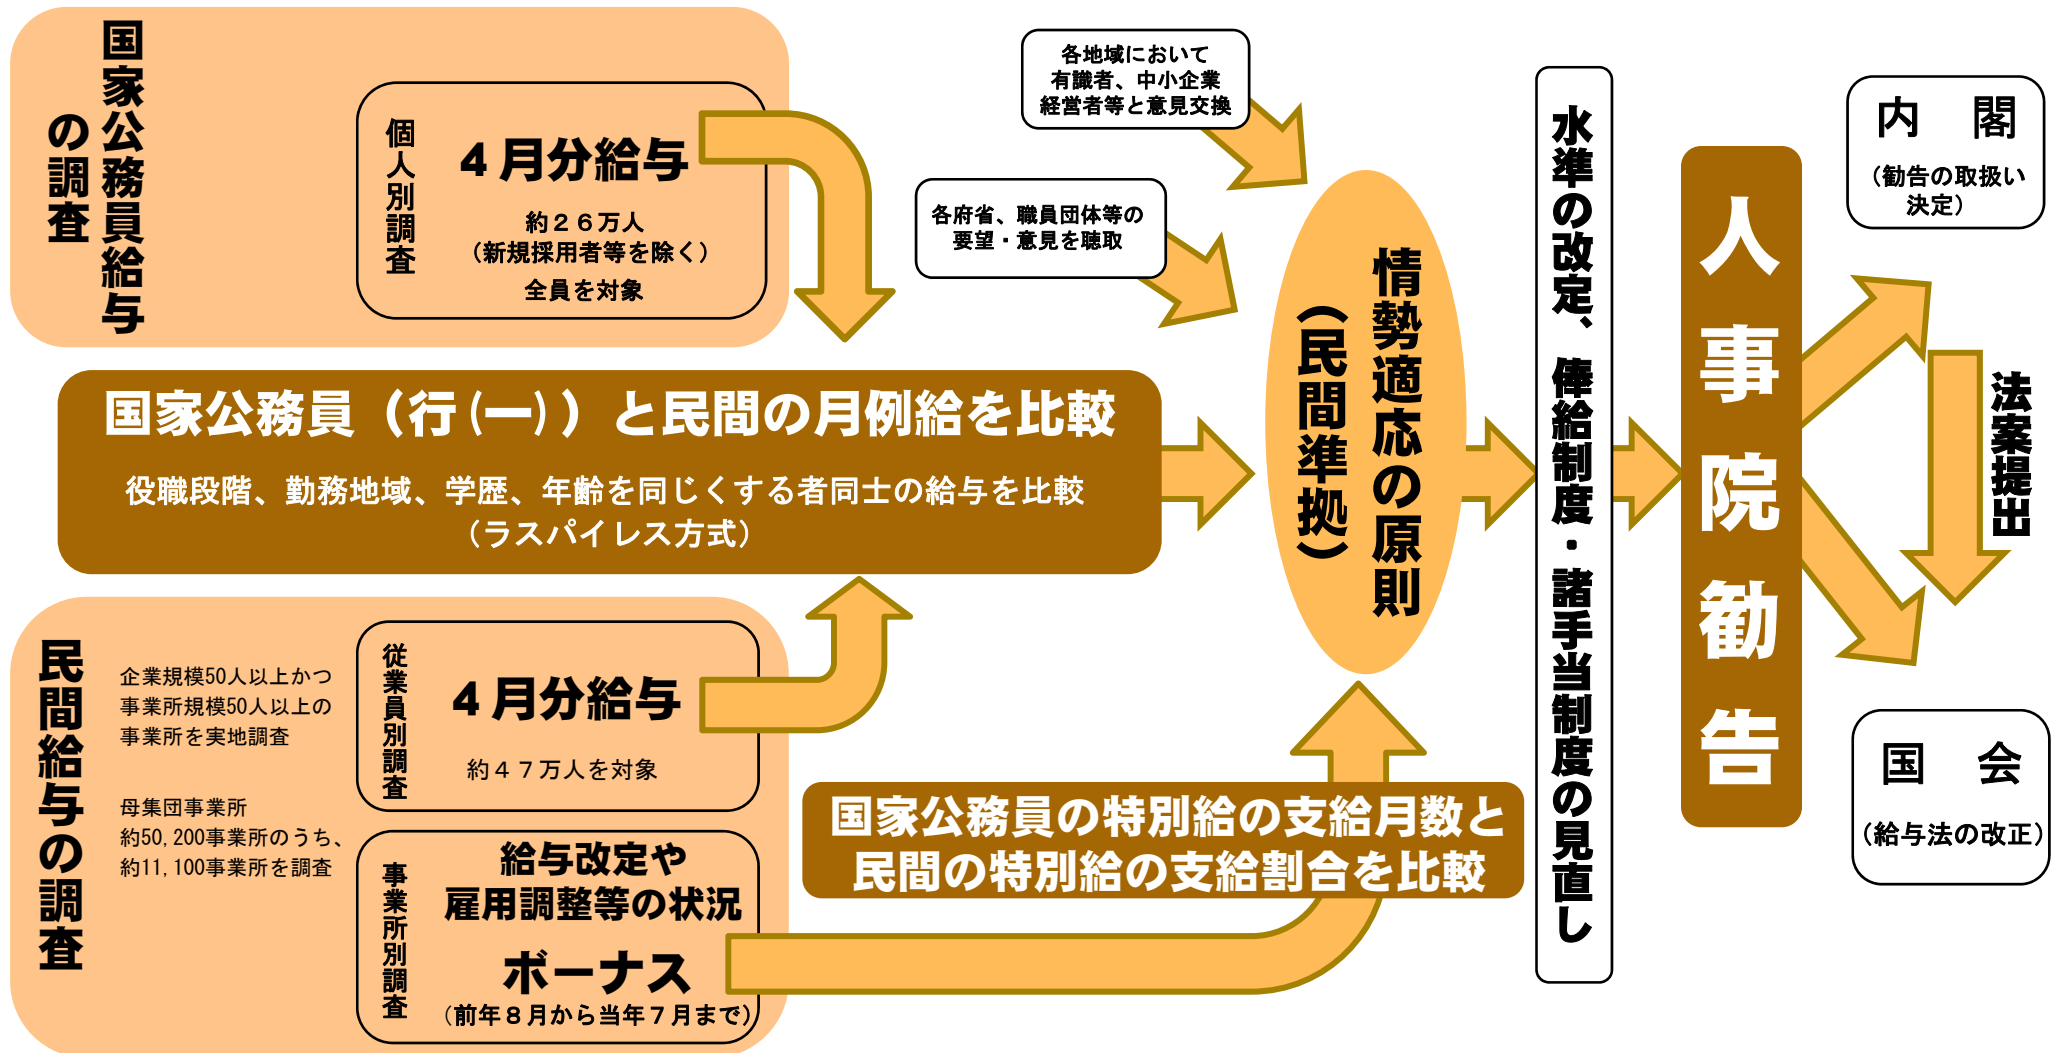 国家公務員給与
の調査
個人別調査
４月分給与
約２６万人
（新規採用者等を除く）
全員を対象
国家公務員（行(一)）と民間の月例給を比較
役職段階、勤務地域、学歴、年齢を同じくする者同士の給与を比較
（ラスパイレス方式）
民間給与の調査
企業規模50人以上かつ
事業所規模50人以上の
事業所を実地調査
母集団事業所
約50,200事業所のうち、
約11,100事業所を調査
従業員別調査
４月分給与
約４７万人を対象
事業所別調査
給与改定や
雇用調整等の状況
ボーナス
（前年８月から当年７月まで）
国家公務員の特別給の支給月数と
民間の特別給の支給割合を比較
各地域において
有識者、中小企業
経営者等と意見交換
各府省、職員団体等の
要望・意見を聴取
情勢適応の原則
（民間準拠）
水準の改定、俸給制度・諸手当制度の見直し
人事院勧告
内　閣
（勧告の取扱い
決定）
法案提出
国　会
（給与法の改正）